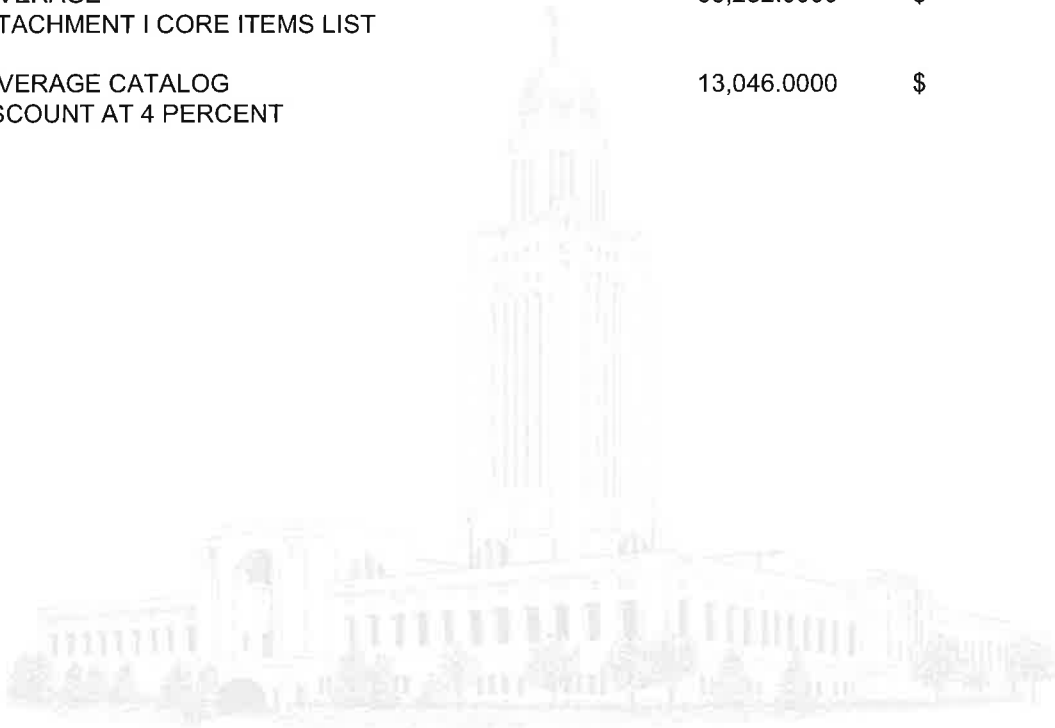 TACHMENT I CORE ITEMS LIST
VERAGE CATALOG 13,046.0000 $
SCOUNT AT 4 PERCENT